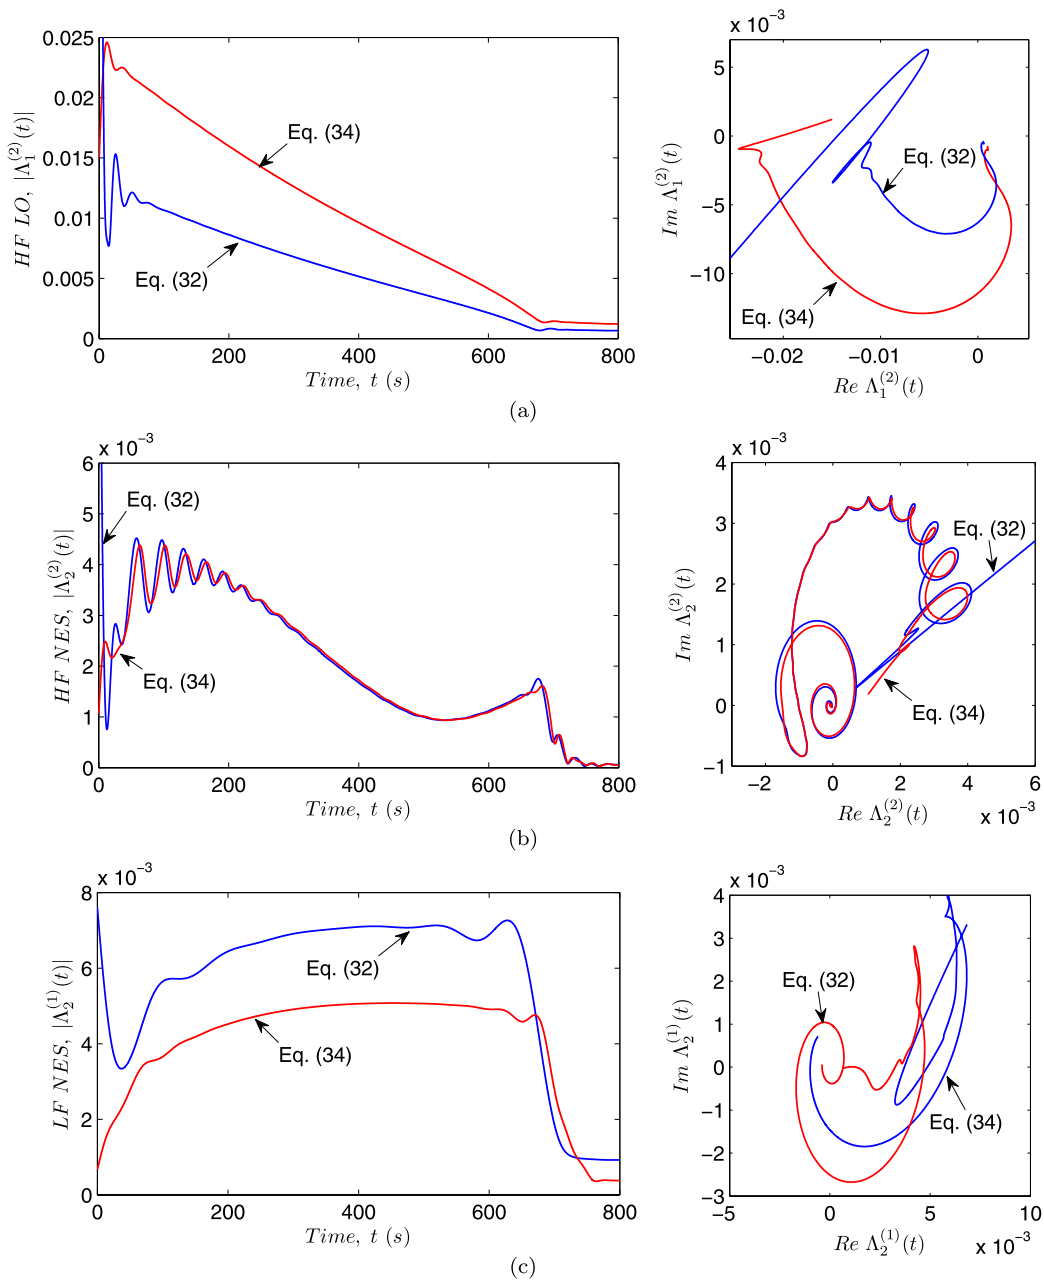 0.025
0.02
0.015
0.01
0.005
0
HF LO, |Λ₁⁽²⁾(t)|
Eq. (34)
Eq. (32)
0 200 400 600 800
Time, t (s)
x 10⁻³
5
0
−5
−10
Im Λ₁⁽²⁾(t)
Eq. (32)
Eq. (34)
−0.02 −0.01 0
Re Λ₁⁽²⁾(t)
(a)
x 10⁻³
6
5
4
3
2
1
0
HF NES, |Λ₂⁽²⁾(t)|
Eq. (32)
Eq. (34)
0 200 400 600 800
Time, t (s)
4
3
2
1
0
−1
Im Λ₂⁽²⁾(t)
Eq. (32)
Eq. (34)
−2 0 2 4 6
Re Λ₂⁽²⁾(t)
x 10⁻³
(b)
x 10⁻³
8
6
4
2
0
LF NES, |Λ₂⁽¹⁾(t)|
Eq. (32)
Eq. (34)
0 200 400 600 800
Time, t (s)
x 10⁻³
4
3
2
1
0
−1
−2
−3
Im Λ₂⁽¹⁾(t)
Eq. (32)
Eq. (34)
−5 0 5 10
Re Λ₂⁽¹⁾(t)
x 10⁻³
(c)